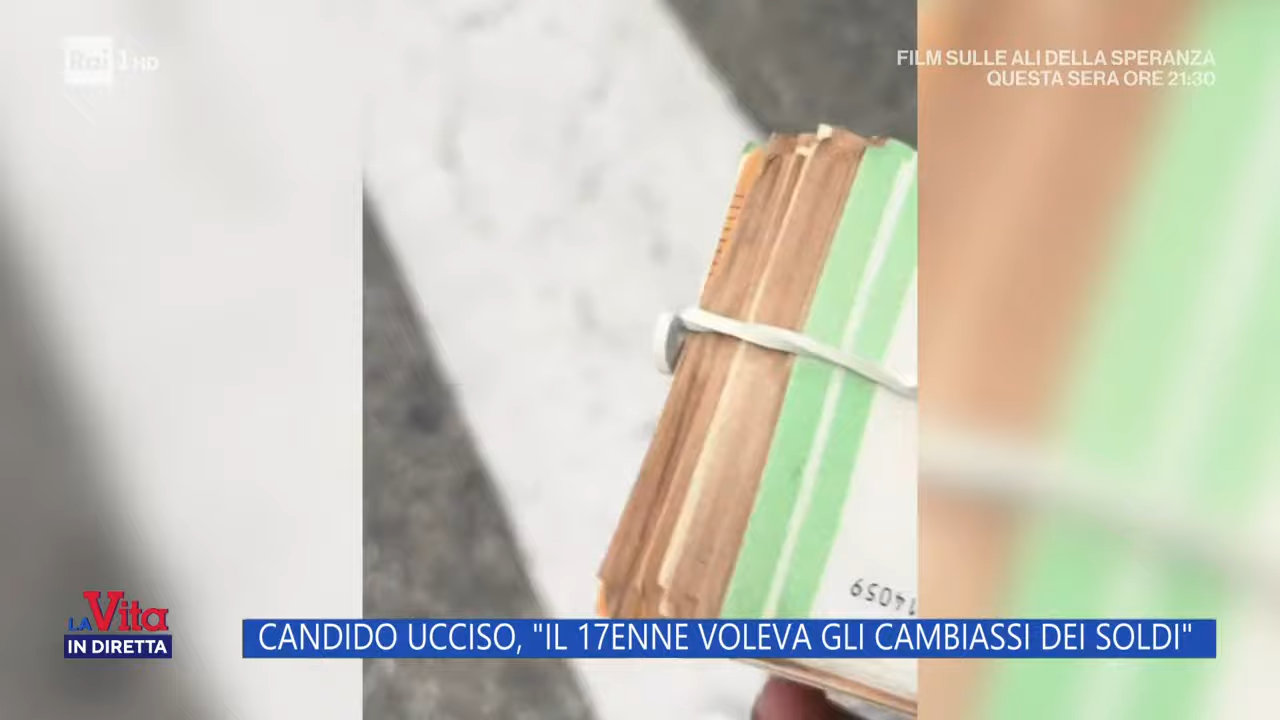 Rai 1 HD
FILM SULLE ALI DELLA SPERANZA
QUESTA SERA ORE 21:30
14059
LA Vita
IN DIRETTA
CANDIDO UCCISO, "IL 17ENNE VOLEVA GLI CAMBIASSI DEI SOLDI"